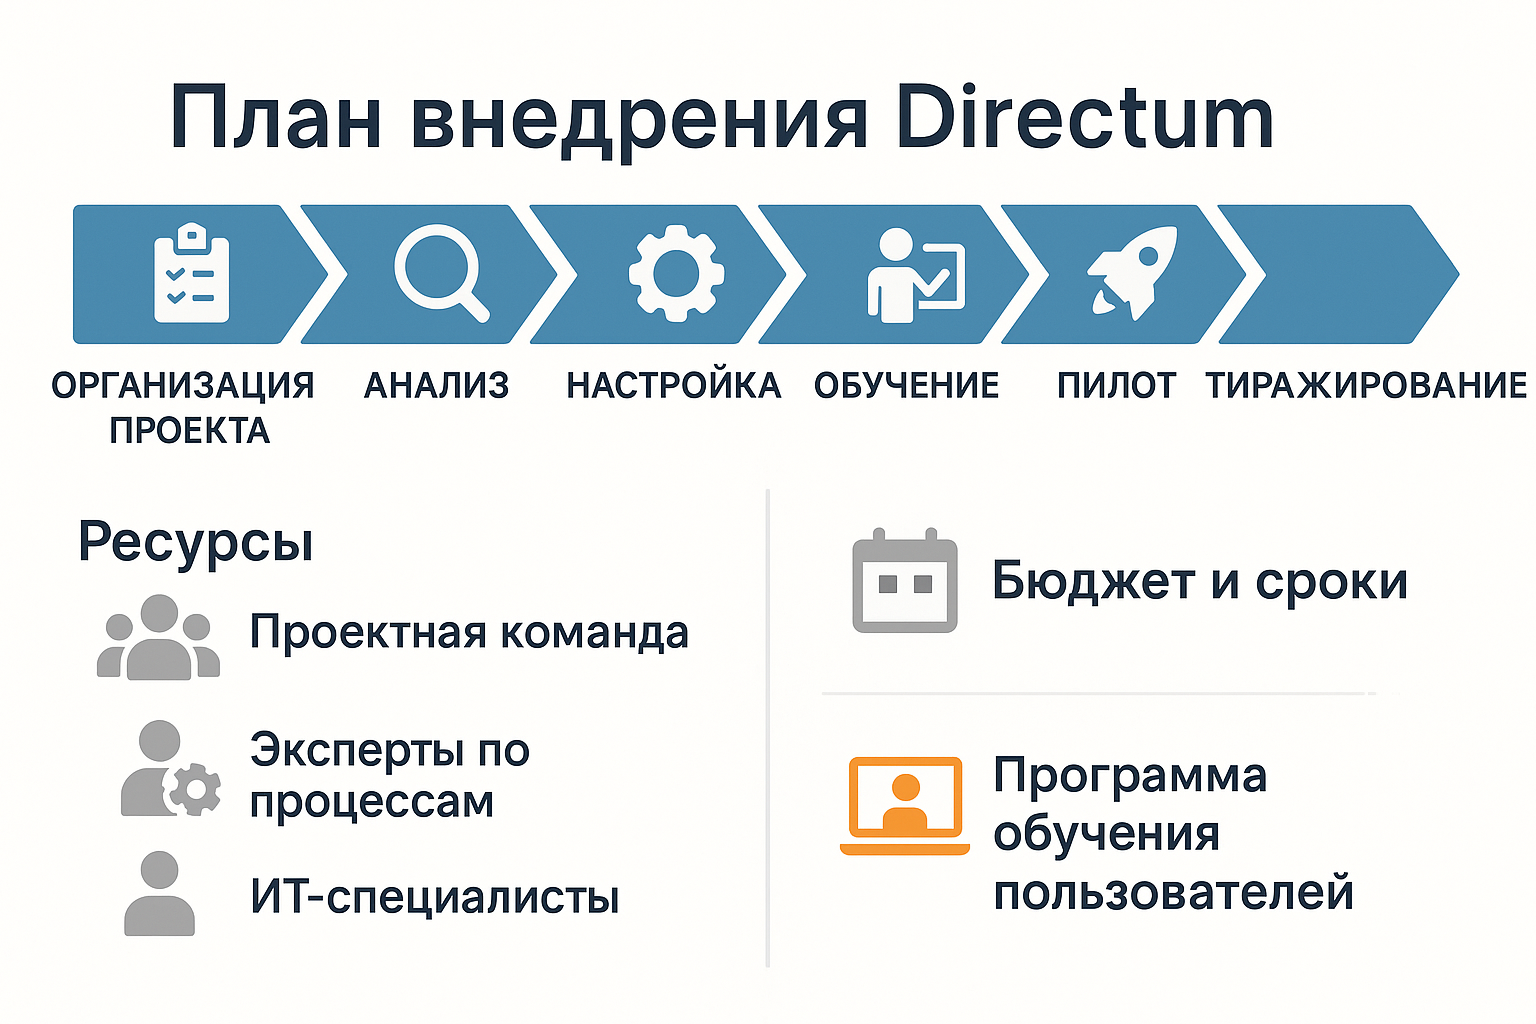 План внедрения Directum
ОРГАНИЗАЦИЯ
ПРОЕКТА
АНАЛИЗ
НАСТРОЙКА
ОБУЧЕНИЕ
ПИЛОТ
ТИРАЖИРОВАНИЕ
Ресурсы
Проектная команда
Эксперты по
процессам
ИТ-специалисты
Бюджет и сроки
Программа
обучения
пользователей